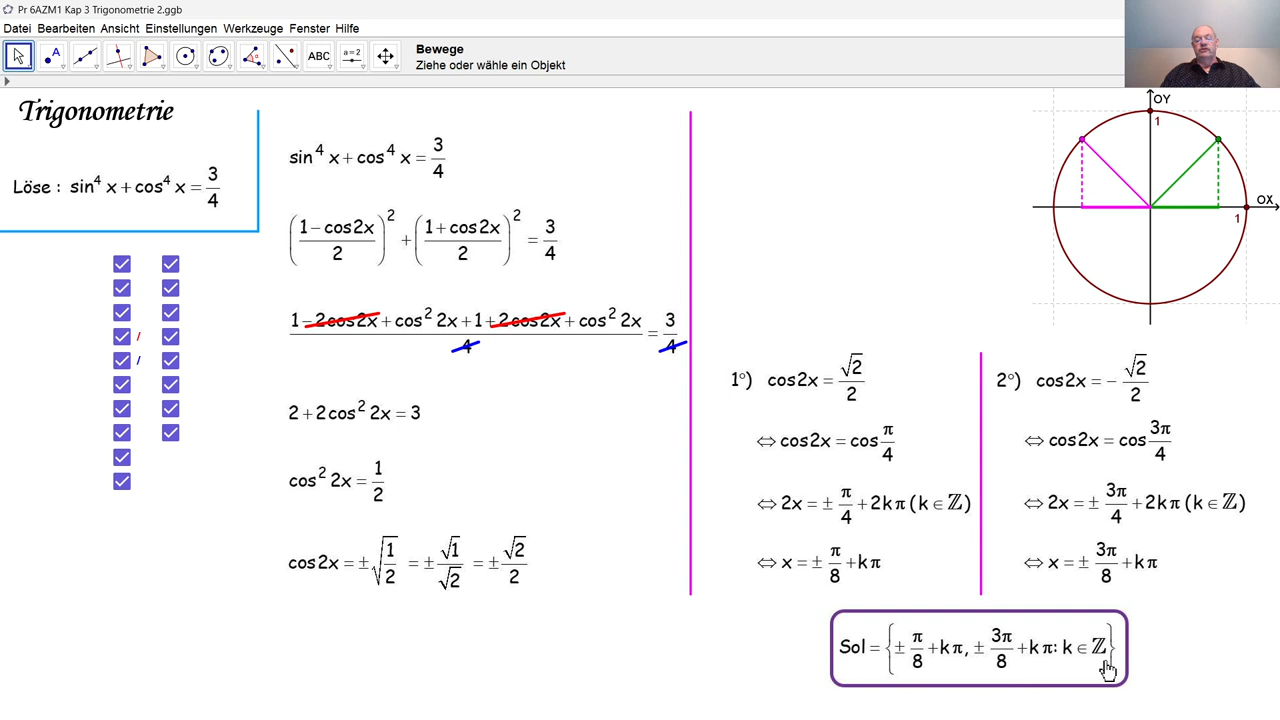 Pr 6AZM1 Kap 3 Trigonometrie 2.ggb
Datei Bearbeiten Ansicht Einstellungen Werkzeuge Fenster Hilfe
A ABC a=2
Bewege
Ziehe oder wähle ein Objekt
Trigonometrie
Löse : sin⁴ x + cos⁴ x = 3/4
/
/
sin⁴ x + cos⁴ x = 3/4
((1 − cos2x)/2)² + ((1 + cos2x)/2)² = 3/4
(1 − 2cos2x + cos² 2x + 1 + 2cos2x + cos² 2x)/4 = 3/4
2 + 2cos² 2x = 3
cos² 2x = 1/2
cos2x = ± √(1/2) = ± √1/√2 = ± √2/2
OY
1
OX
1
1°) cos2x = √2/2
⇔ cos2x = cos π/4
⇔ 2x = ± π/4 + 2kπ (k ∈ ℤ)
⇔ x = ± π/8 + kπ
2°) cos2x = − √2/2
⇔ cos2x = cos 3π/4
⇔ 2x = ± 3π/4 + 2kπ (k ∈ ℤ)
⇔ x = ± 3π/8 + kπ
Sol = {± π/8 + kπ, ± 3π/8 + kπ: k ∈ ℤ}